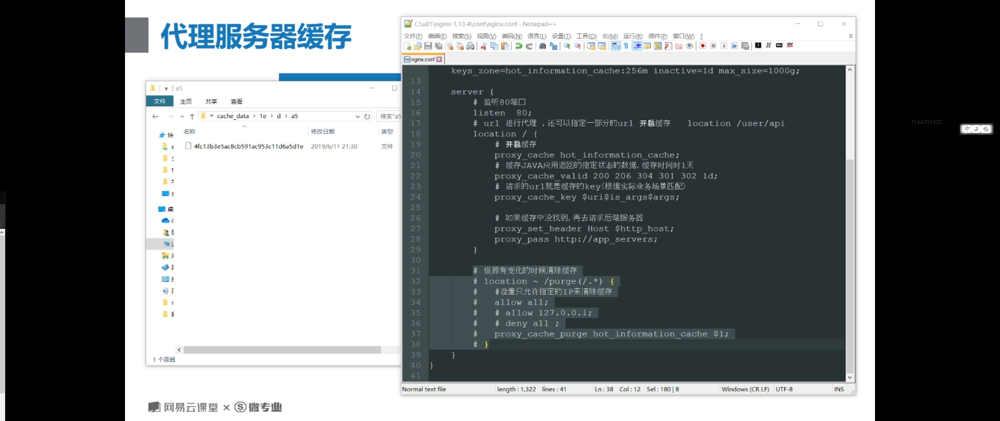 代理服务器缓存
a5
文件 主页 共享 查看
« cache_data › 1e › d › a5
搜索"a5
名称 修改日期 类型
快
4fc13b3e5ac8cb591ac953c11d6a5d1e 2019/6/11 21:30 文件
桌
1 个项目
C:\u01\nginx-1.13.4\conf\nginx.conf - Notepad++
文件(F) 编辑(E) 搜索(S) 视图(V) 编码(N) 语言(L) 设置(T) 工具(O) 宏(M) 运行(R) 插件(P) 窗口(W) ? X
nginx.conf
keys_zone=hot_information_cache:256m inactive=1d max_size=1000g;
13
14 server {
15 # 监听80端口
16 listen 80;
17 # url 进行代理 ，还可以指定一部分的url 开启缓存 location /user/api
18 location / {
19 # 开启缓存
20 proxy_cache hot_information_cache;
21 # 缓存JAVA应用返回的指定状态的数据, 缓存时间时1天
22 proxy_cache_valid 200 206 304 301 302 1d;
23 # 请求的url就是缓存的key(根据实际业务场景匹配)
24 proxy_cache_key $uri$is_args$args;
25
26 # 如果缓存中没找到, 再去请求后端服务器
27 proxy_set_header Host $http_host;
28 proxy_pass http://app_servers;
29 }
30
31 # 资源有变化的时候清除缓存
32 # location ~ /purge(/.*) {
33 # #设置只允许指定的IP来清除缓存
34 # allow all;
35 # # allow 127.0.0.1;
36 # # deny all ;
37 # proxy_cache_purge hot_information_cache $1;
38 # }
39 }
40 }
41
Normal text file length : 1,322 lines : 41 Ln : 38 Col : 12 Sel : 180 | 8 Windows (CR LF) UTF-8 INS
网易云课堂 × 微专业
1144701332
中